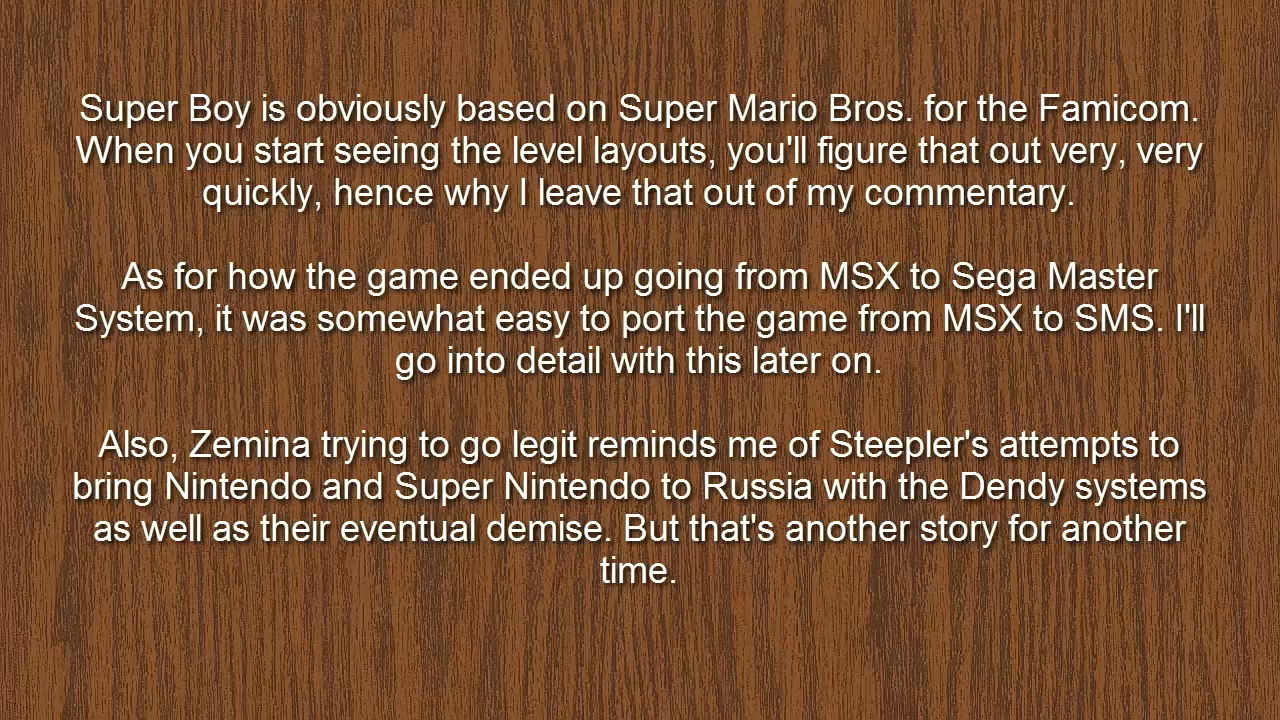 Super Boy is obviously based on Super Mario Bros. for the Famicom.
When you start seeing the level layouts, you'll figure that out very, very
quickly, hence why I leave that out of my commentary.
As for how the game ended up going from MSX to Sega Master
System, it was somewhat easy to port the game from MSX to SMS. I'll
go into detail with this later on.
Also, Zemina trying to go legit reminds me of Steepler's attempts to
bring Nintendo and Super Nintendo to Russia with the Dendy systems
as well as their eventual demise. But that's another story for another
time.